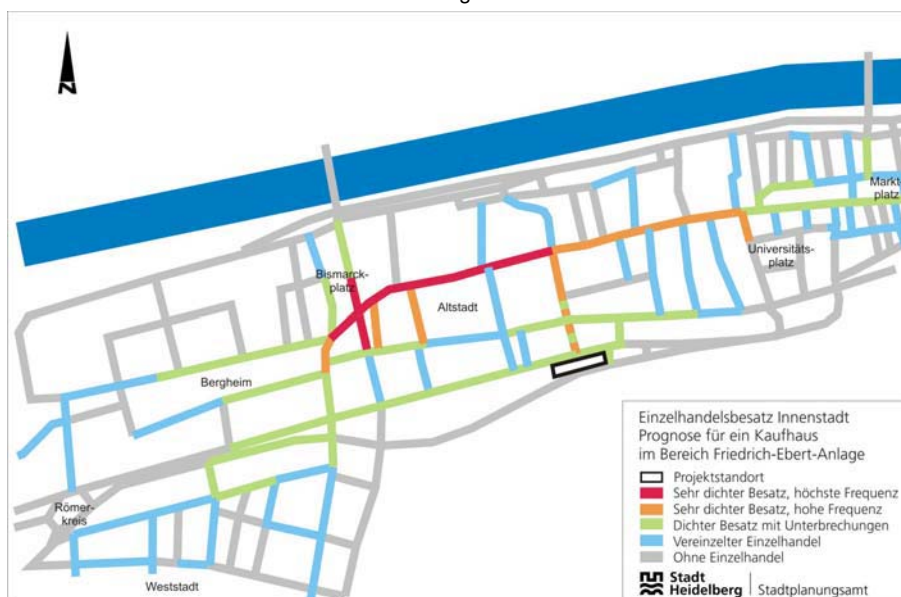 N
Bismarck-
platz
Altstadt
Markt-
platz
Universitäts-
platz
Bergheim
Römer-
kreis
Weststadt
Einzelhandelsbesatz Innenstadt
Prognose für ein Kaufhaus
im Bereich Friedrich-Ebert-Anlage
Projektstandort
Sehr dichter Besatz, höchste Frequenz
Sehr dichter Besatz, hohe Frequenz
Dichter Besatz mit Unterbrechungen
Vereinzelter Einzelhandel
Ohne Einzelhandel
Stadt
Heidelberg
Stadtplanungsamt